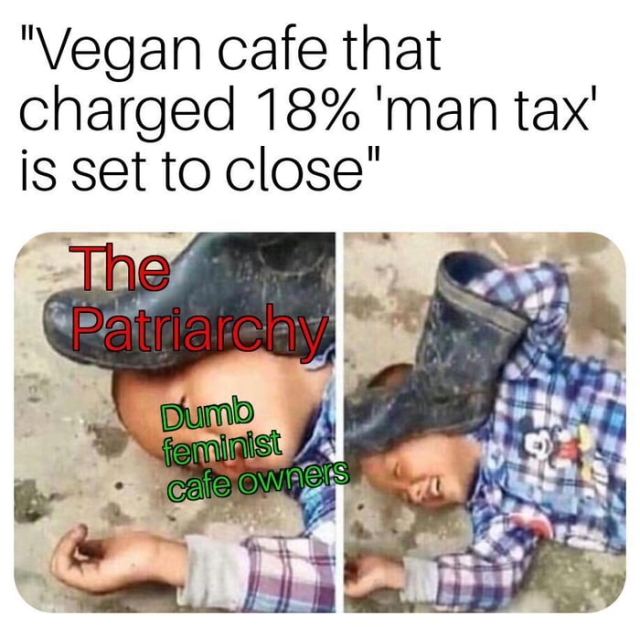 "Vegan cafe that
charged 18% 'man tax'
is set to close"
The
Patriarchy
Dumb
feminist
cafe owners